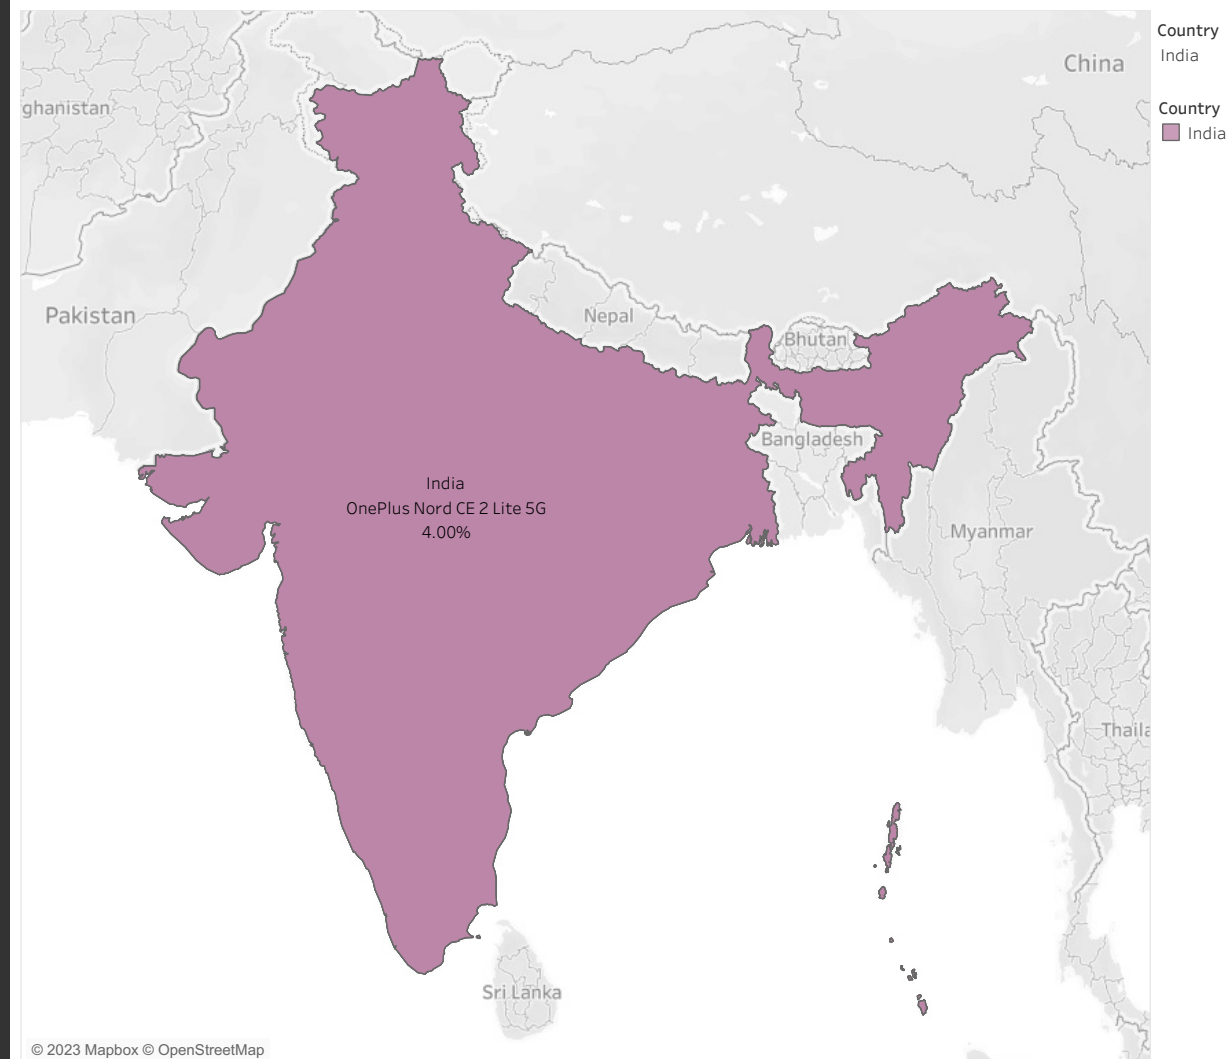 Country
India
Country
India
China
ghanistan
Pakistan
Nepal
Bhutan
Bangladesh
India
OnePlus Nord CE 2 Lite 5G
4.00%
Myanmar
Thaila
Sri Lanka
© 2023 Mapbox © OpenStreetMap